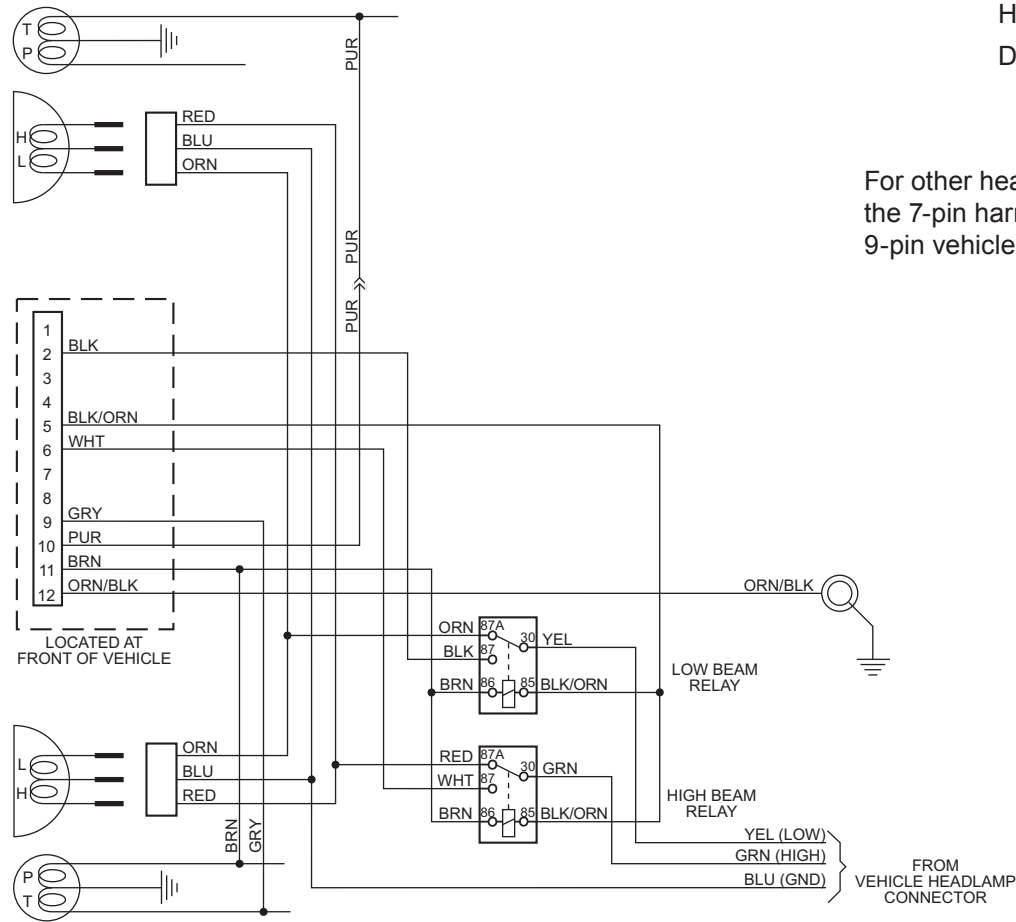 T
P
PUR
H
D
H
L
RED
BLU
ORN
For other hea
the 7-pin harn
9-pin vehicle
PUR
PUR
1
2 BLK
3
4
5 BLK/ORN
6 WHT
7
8
9 GRY
10 PUR
11 BRN
12 ORN/BLK
ORN/BLK
LOCATED AT
FRONT OF VEHICLE
ORN 87A 30 YEL
BLK 87
BRN 86 85 BLK/ORN
LOW BEAM
RELAY
L
H
ORN
BLU
RED
RED 87A 30 GRN
WHT 87
BRN 86 85 BLK/ORN
HIGH BEAM
RELAY
BRN
GRY
YEL (LOW)
GRN (HIGH)
BLU (GND)
FROM
VEHICLE HEADLAMP
CONNECTOR
P
T